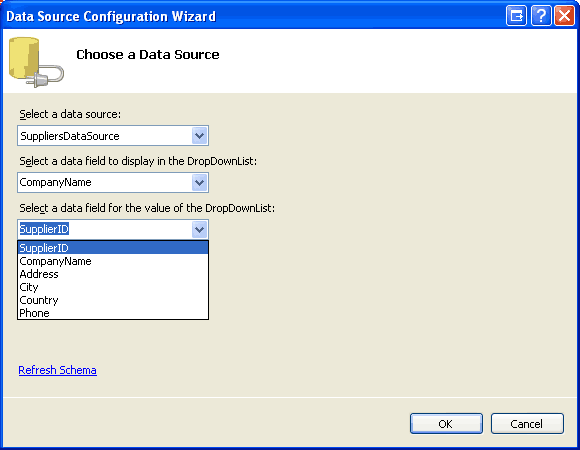 Data Source Configuration Wizard
Choose a Data Source
Select a data source:
SuppliersDataSource
Select a data field to display in the DropDownList:
CompanyName
Select a data field for the value of the DropDownList:
SupplierID
SupplierID
CompanyName
Address
City
Country
Phone
Refresh Schema
OK Cancel